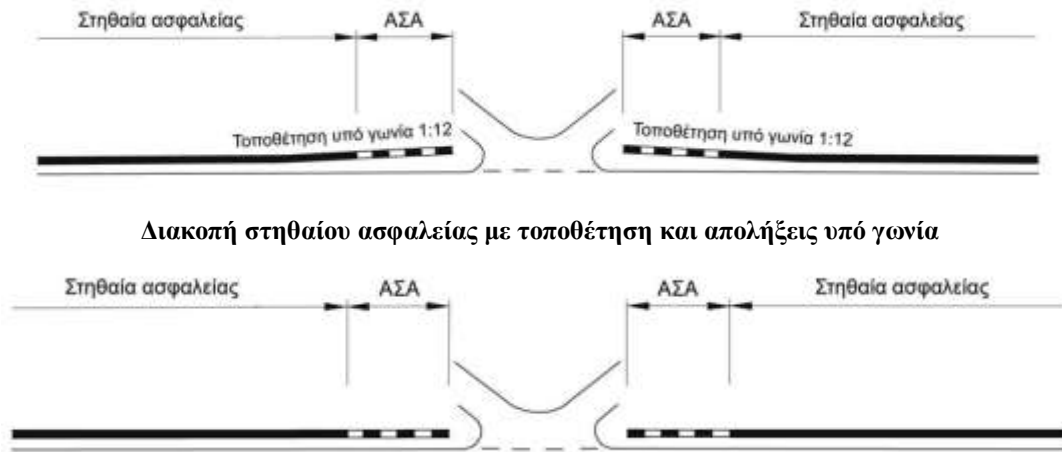 Στηθαία ασφαλείας ΑΣΑ ΑΣΑ Στηθαία ασφαλείας
Τοποθέτηση υπό γωνία 1:12 Τοποθέτηση υπό γωνία 1:12
Διακοπή στηθαίου ασφαλείας με τοποθέτηση και απολήξεις υπό γωνία
Στηθαία ασφαλείας ΑΣΑ ΑΣΑ Στηθαία ασφαλείας